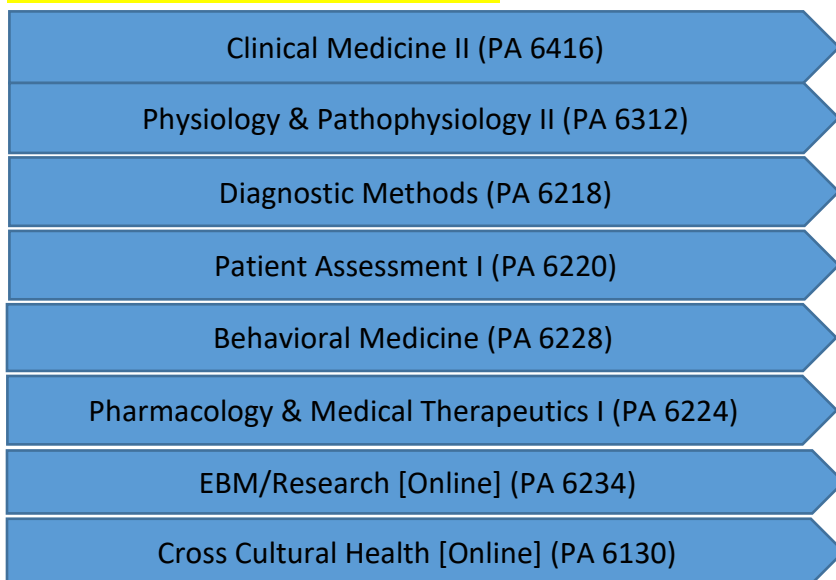 Clinical Medicine II (PA 6416)
Physiology & Pathophysiology II (PA 6312)
Diagnostic Methods (PA 6218)
Patient Assessment I (PA 6220)
Behavioral Medicine (PA 6228)
Pharmacology & Medical Therapeutics I (PA 6224)
EBM/Research [Online] (PA 6234)
Cross Cultural Health [Online] (PA 6130)